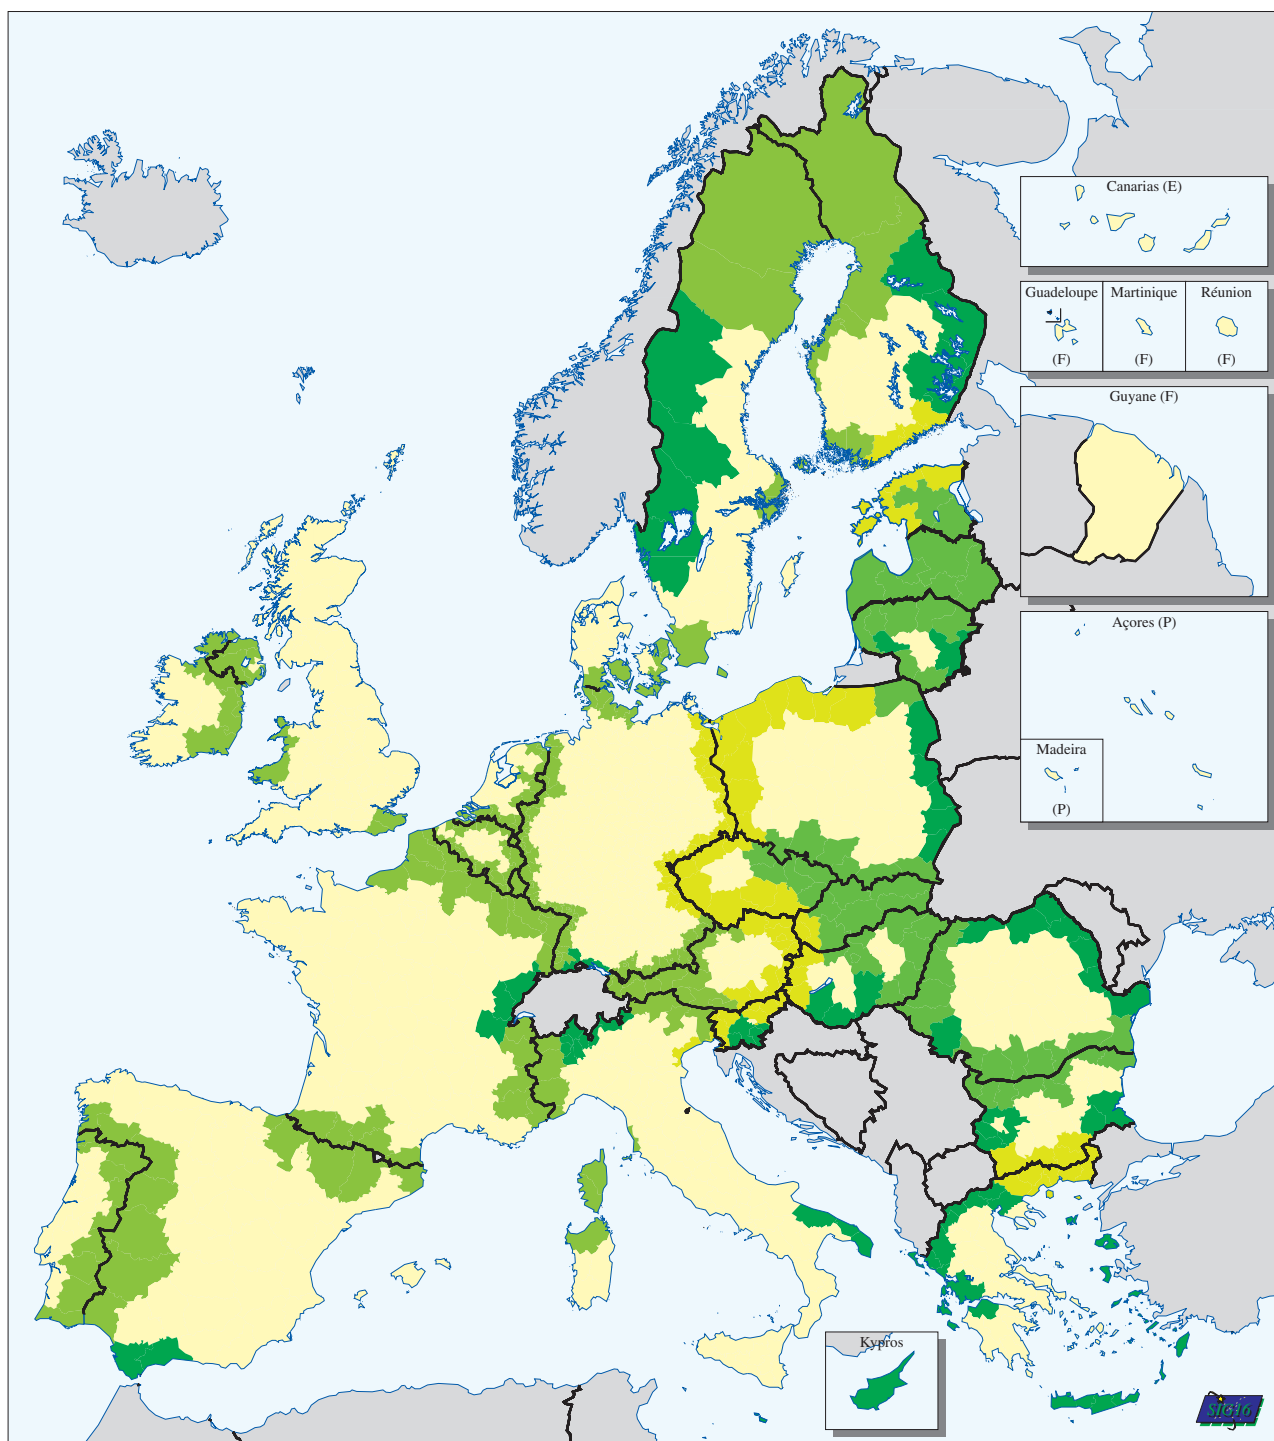 Canarias (E)
Guadeloupe
Martinique
Réunion
(F)
(F)
(F)
Guyane (F)
Açores (P)
Madeira
(P)
Kypros
SIG16